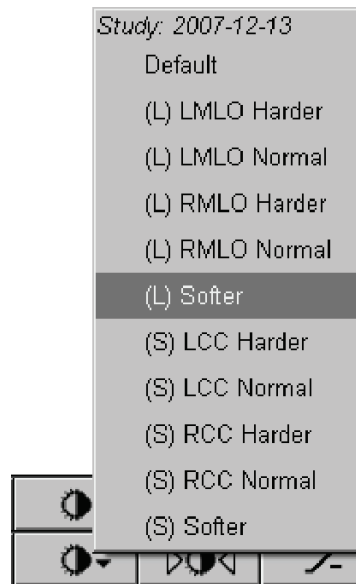 Study: 2007-12-13
Default
(L) LMLO Harder
(L) LMLO Normal
(L) RMLO Harder
(L) RMLO Normal
(L) Softer
(S) LCC Harder
(S) LCC Normal
(S) RCC Harder
(S) RCC Normal
(S) Softer